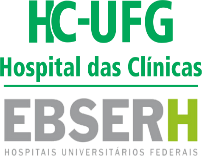 HC-UFG
Hospital das Clínicas
EBSERH
HOSPITAIS UNIVERSITÁRIOS FEDERAIS